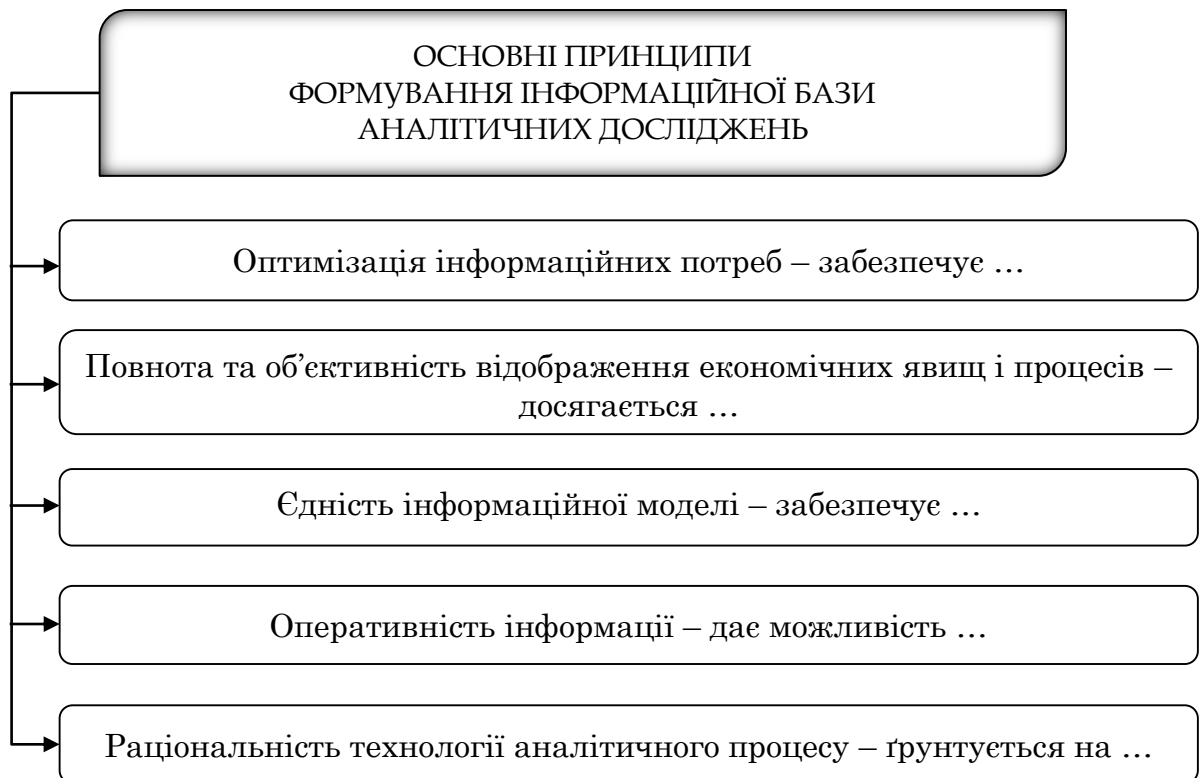 ОСНОВНІ ПРИНЦИПИ
ФОРМУВАННЯ ІНФОРМАЦІЙНОЇ БАЗИ
АНАЛІТИЧНИХ ДОСЛІДЖЕНЬ
Оптимізація інформаційних потреб – забезпечує …
Повнота та об’єктивність відображення економічних явищ і процесів –
досягається …
Єдність інформаційної моделі – забезпечує …
Оперативність інформації – дає можливість …
Раціональність технології аналітичного процесу – ґрунтується на …